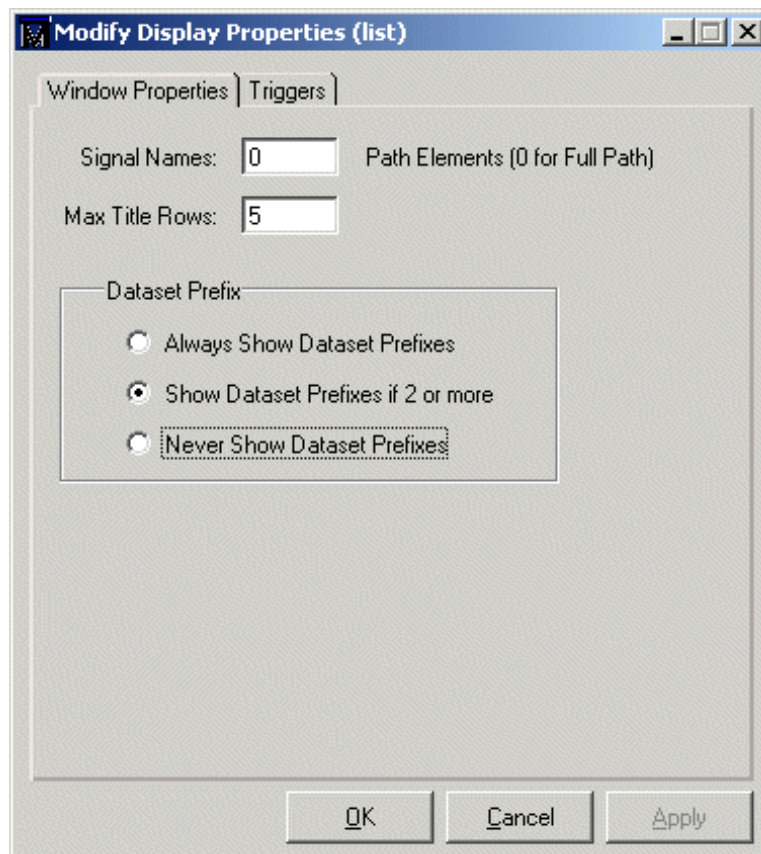 Modify Display Properties (list)
Window Properties Triggers
Signal Names: 0 Path Elements (0 for Full Path)
Max Title Rows: 5
Dataset Prefix
Always Show Dataset Prefixes
Show Dataset Prefixes if 2 or more
Never Show Dataset Prefixes
OK Cancel Apply